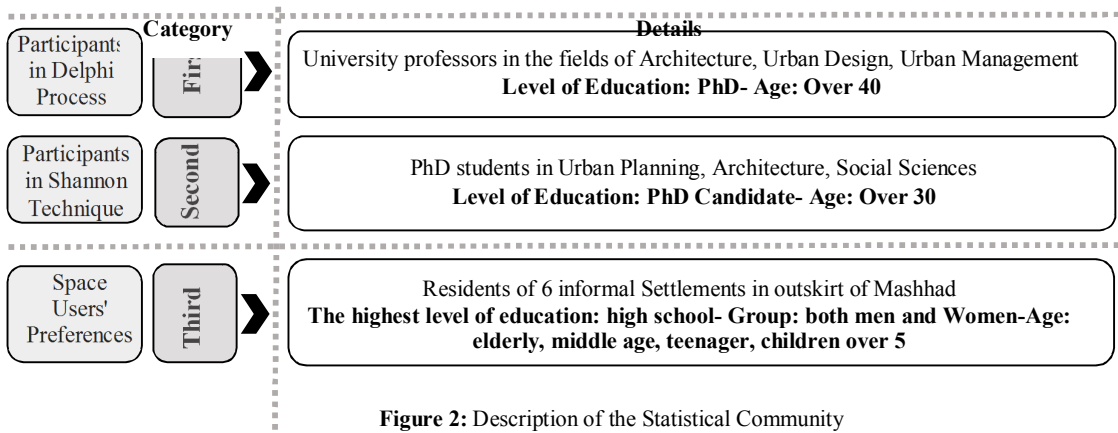 Category
Details
Participants
in Delphi
Process
First
University professors in the fields of Architecture, Urban Design, Urban Management
Level of Education: PhD- Age: Over 40
Participants
in Shannon
Technique
Second
PhD students in Urban Planning, Architecture, Social Sciences
Level of Education: PhD Candidate- Age: Over 30
Space
Users'
Preferences
Third
Residents of 6 informal Settlements in outskirt of Mashhad
The highest level of education: high school- Group: both men and Women-Age:
elderly, middle age, teenager, children over 5
Figure 2: Description of the Statistical Community